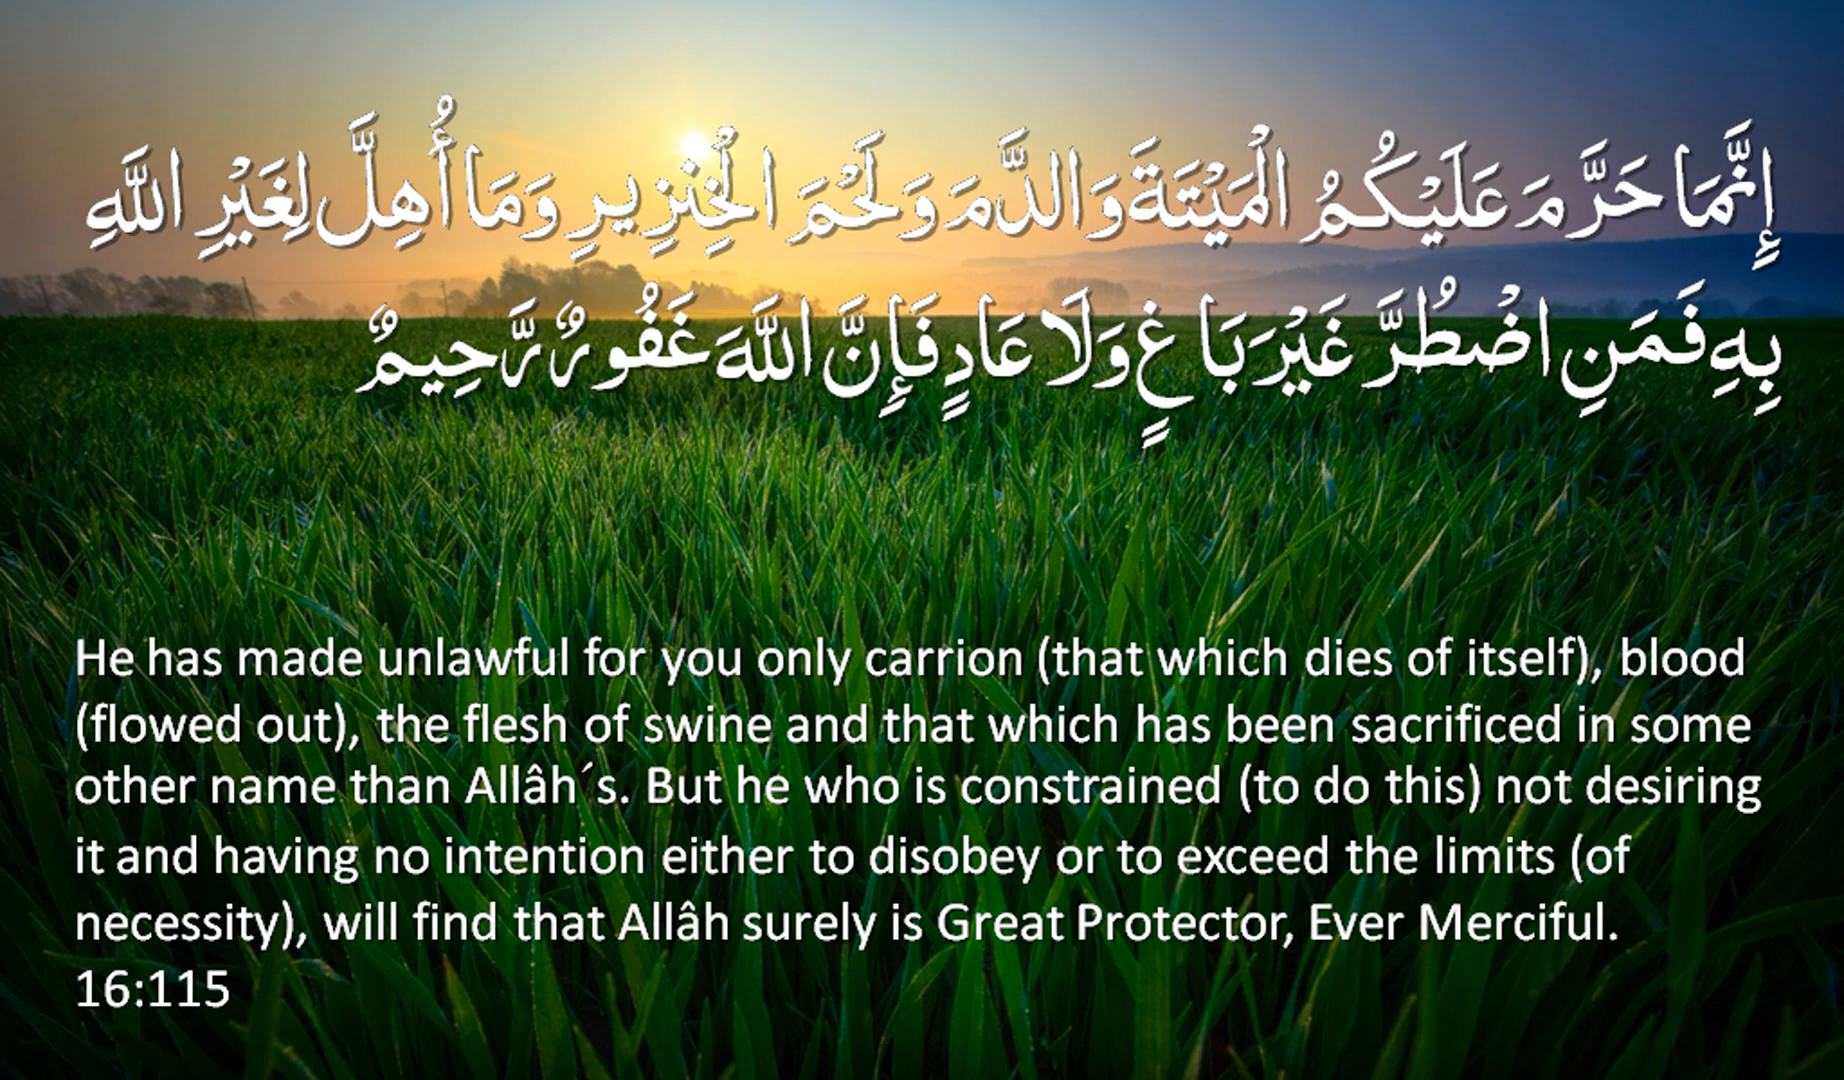 إِنَّمَا حَرَّمَ عَلَيْكُمُ الْمَيْتَةَ وَالدَّمَ وَلَحْمَ الْخِنْزِيرِ وَمَا أُهِلَّ لِغَيْرِ اللَّهِ
بِهِ فَمَنِ اضْطُرَّ غَيْرَ بَاغٍ وَلَا عَادٍ فَإِنَّ اللَّهَ غَفُورٌ رَّحِيمٌ
He has made unlawful for you only carrion (that which dies of itself), blood
(flowed out), the flesh of swine and that which has been sacrificed in some
other name than Allâh´s. But he who is constrained (to do this) not desiring
it and having no intention either to disobey or to exceed the limits (of
necessity), will find that Allâh surely is Great Protector, Ever Merciful.
16:115